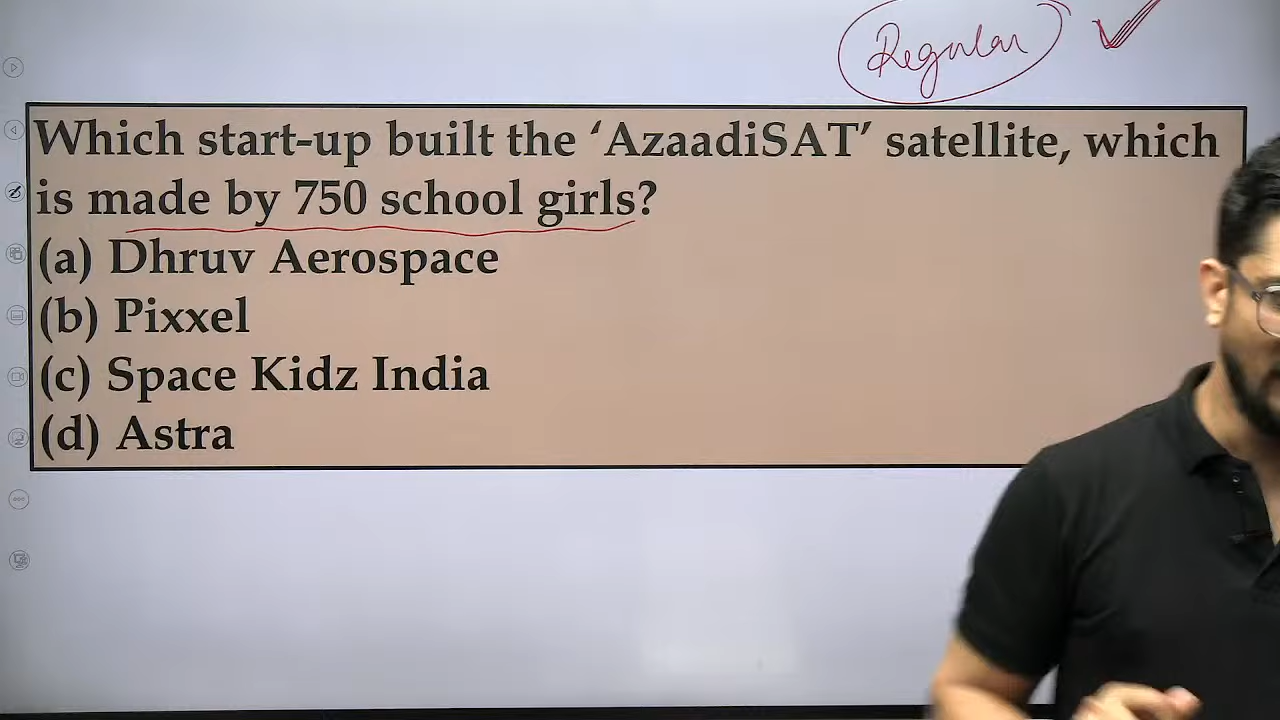 Regular
Which start-up built the ‘AzaadiSAT’ satellite, which
is made by 750 school girls?
(a) Dhruv Aerospace
(b) Pixxel
(c) Space Kidz India
(d) Astra